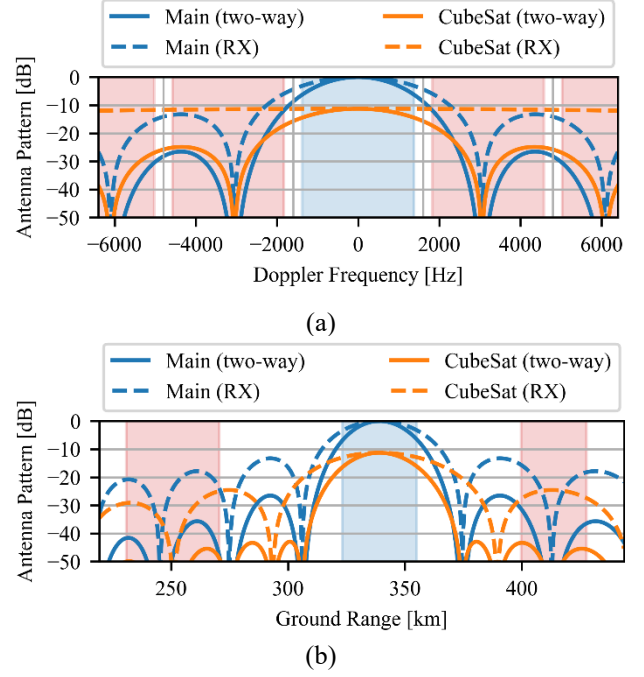 Main (two-way) CubeSat (two-way)
Main (RX) CubeSat (RX)
Antenna Pattern [dB]
0
−10
−20
−30
−40
−50
−6000 −4000 −2000 0 2000 4000 6000
Doppler Frequency [Hz]
(a)
Main (two-way) CubeSat (two-way)
Main (RX) CubeSat (RX)
Antenna Pattern [dB]
0
−10
−20
−30
−40
−50
250 300 350 400
Ground Range [km]
(b)